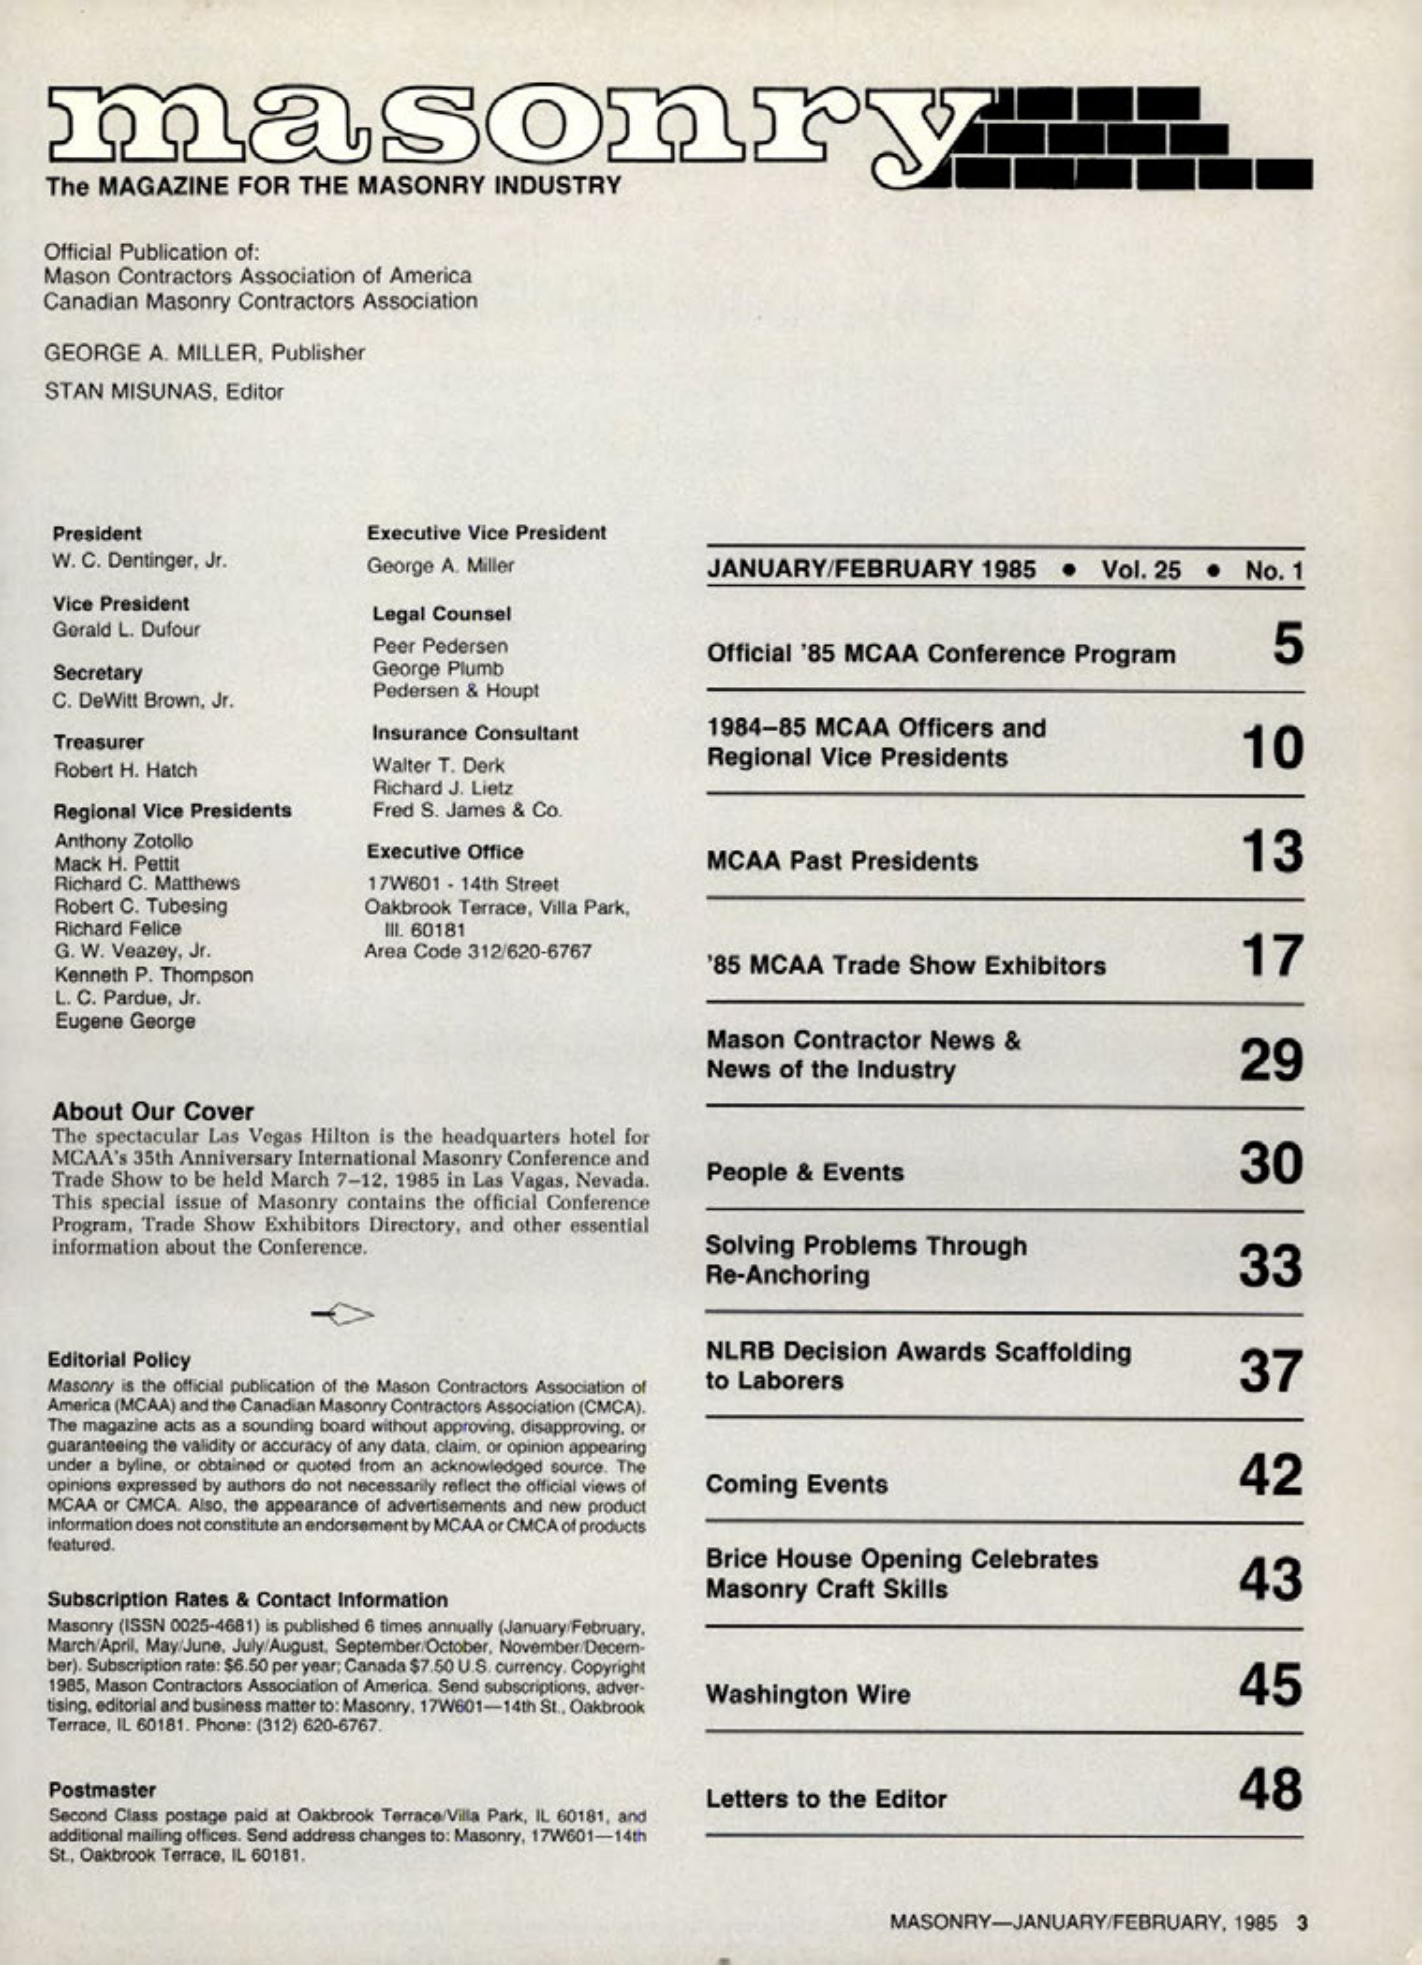 masonry
The MAGAZINE FOR THE MASONRY INDUSTRY
Official Publication of:
Mason Contractors Association of America
Canadian Masonry Contractors Association
GEORGE A. MILLER, Publisher
STAN MISUNAS, Editor
President
W. C. Dentinger, Jr.
Vice President
Gerald L. Dufour
Secretary
C. DeWitt Brown, Jr.
Treasurer
Robert H. Hatch
Regional Vice Presidents
Anthony Zotollo
Mack H. Pettit
Richard C. Matthews
Robert C. Tubesing
Richard Felice
G. W. Veazey, Jr.
Kenneth P. Thompson
L. C. Pardue, Jr.
Eugene George
Executive Vice President
George A. Miller
Legal Counsel
Peer Pedersen
George Plumb
Pedersen & Houpt
Insurance Consultant
Walter T. Derk
Richard J. Lietz
Fred S. James & Co.
Executive Office
17W601 - 14th Street
Oakbrook Terrace, Villa Park,
Ill. 60181
Area Code 312/620-6767
About Our Cover
The spectacular Las Vegas Hilton is the headquarters hotel for
MCAA's 35th Anniversary International Masonry Conference and
Trade Show to be held March 7–12, 1985 in Las Vagas, Nevada.
This special issue of Masonry contains the official Conference
Program, Trade Show Exhibitors Directory, and other essential
information about the Conference.
Editorial Policy
Masonry is the official publication of the Mason Contractors Association of
America (MCAA) and the Canadian Masonry Contractors Association (CMCA).
The magazine acts as a sounding board without approving, disapproving, or
guaranteeing the validity or accuracy of any data, claim, or opinion appearing
under a byline, or obtained or quoted from an acknowledged source. The
opinions expressed by authors do not necessarily reflect the official views of
MCAA or CMCA. Also, the appearance of advertisements and new product
information does not constitute an endorsement by MCAA or CMCA of products
featured.
Subscription Rates & Contact Information
Masonry (ISSN 0025-4681) is published 6 times annually (January/February,
March/April, May/June, July/August, September/October, November/Decem-
ber). Subscription rate: $6.50 per year; Canada $7.50 U.S. currency. Copyright
1985, Mason Contractors Association of America. Send subscriptions, adver-
tising, editorial and business matter to: Masonry, 17W601—14th St., Oakbrook
Terrace, IL 60181. Phone: (312) 620-6767.
Postmaster
Second Class postage paid at Oakbrook Terrace/Villa Park, IL 60181, and
additional mailing offices. Send address changes to: Masonry, 17W601—14th
St., Oakbrook Terrace, IL 60181.
JANUARY/FEBRUARY 1985 ● Vol. 25 ● No. 1
Official '85 MCAA Conference Program 5
1984–85 MCAA Officers and
Regional Vice Presidents 10
MCAA Past Presidents 13
'85 MCAA Trade Show Exhibitors 17
Mason Contractor News &
News of the Industry 29
People & Events 30
Solving Problems Through
Re-Anchoring 33
NLRB Decision Awards Scaffolding
to Laborers 37
Coming Events 42
Brice House Opening Celebrates
Masonry Craft Skills 43
Washington Wire 45
Letters to the Editor 48
MASONRY—JANUARY/FEBRUARY, 1985 3